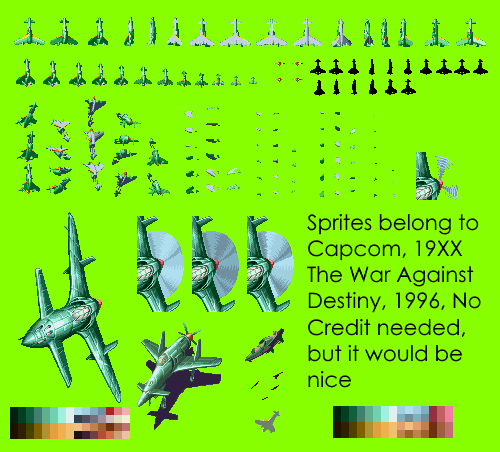 Sprites belong to
Capcom, 19XX
The War Against
Destiny, 1996, No
Credit needed,
but it would be
nice